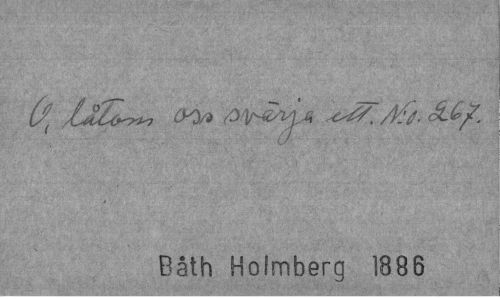 O, låtom oss svärja ett. N:o. 267.
Båth Holmberg 1886